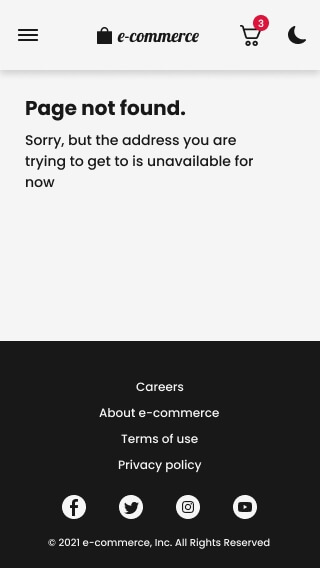 e-commerce
3
Page not found.
Sorry, but the address you are
trying to get to is unavailable for
now
Careers
About e-commerce
Terms of use
Privacy policy
© 2021 e-commerce, Inc. All Rights Reserved